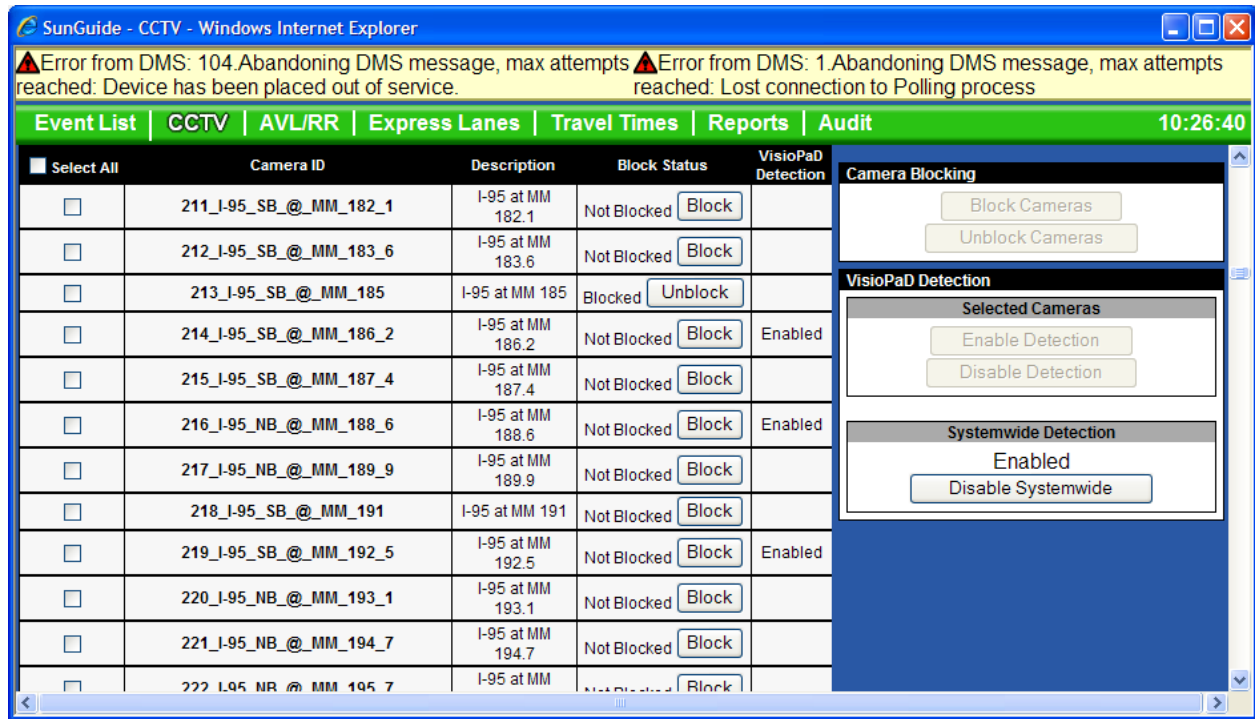 SunGuide - CCTV - Windows Internet Explorer
Error from DMS: 104.Abandoning DMS message, max attempts
reached: Device has been placed out of service.
Error from DMS: 1.Abandoning DMS message, max attempts
reached: Lost connection to Polling process
Event List | CCTV | AVL/RR | Express Lanes | Travel Times | Reports | Audit 10:26:40
Select All Camera ID Description Block Status VisioPaD Detection
211_I-95_SB_@_MM_182_1 I-95 at MM 182.1 Not Blocked Block
212_I-95_SB_@_MM_183_6 I-95 at MM 183.6 Not Blocked Block
213_I-95_SB_@_MM_185 I-95 at MM 185 Blocked Unblock
214_I-95_SB_@_MM_186_2 I-95 at MM 186.2 Not Blocked Block Enabled
215_I-95_SB_@_MM_187_4 I-95 at MM 187.4 Not Blocked Block
216_I-95_NB_@_MM_188_6 I-95 at MM 188.6 Not Blocked Block Enabled
217_I-95_NB_@_MM_189_9 I-95 at MM 189.9 Not Blocked Block
218_I-95_SB_@_MM_191 I-95 at MM 191 Not Blocked Block
219_I-95_SB_@_MM_192_5 I-95 at MM 192.5 Not Blocked Block Enabled
220_I-95_NB_@_MM_193_1 I-95 at MM 193.1 Not Blocked Block
221_I-95_NB_@_MM_194_7 I-95 at MM 194.7 Not Blocked Block
222_I-95_NB_@_MM_195_7 I-95 at MM Not Blocked Block
Camera Blocking
Block Cameras
Unblock Cameras
VisioPaD Detection
Selected Cameras
Enable Detection
Disable Detection
Systemwide Detection
Enabled
Disable Systemwide